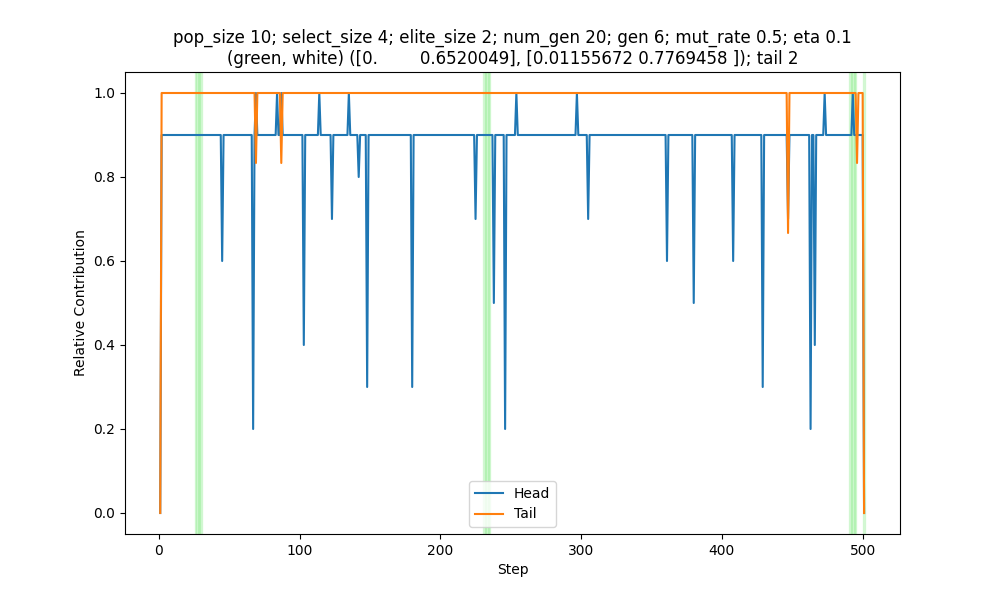 pop_size 10; select_size 4; elite_size 2; num_gen 20; gen 6; mut_rate 0.5; eta 0.1
(green, white) ([0.        0.6520049], [0.01155672 0.7769458 ]); tail 2
1.0
0.8
0.6
0.4
0.2
0.0
Relative Contribution
Head
Tail
0 100 200 300 400 500
Step